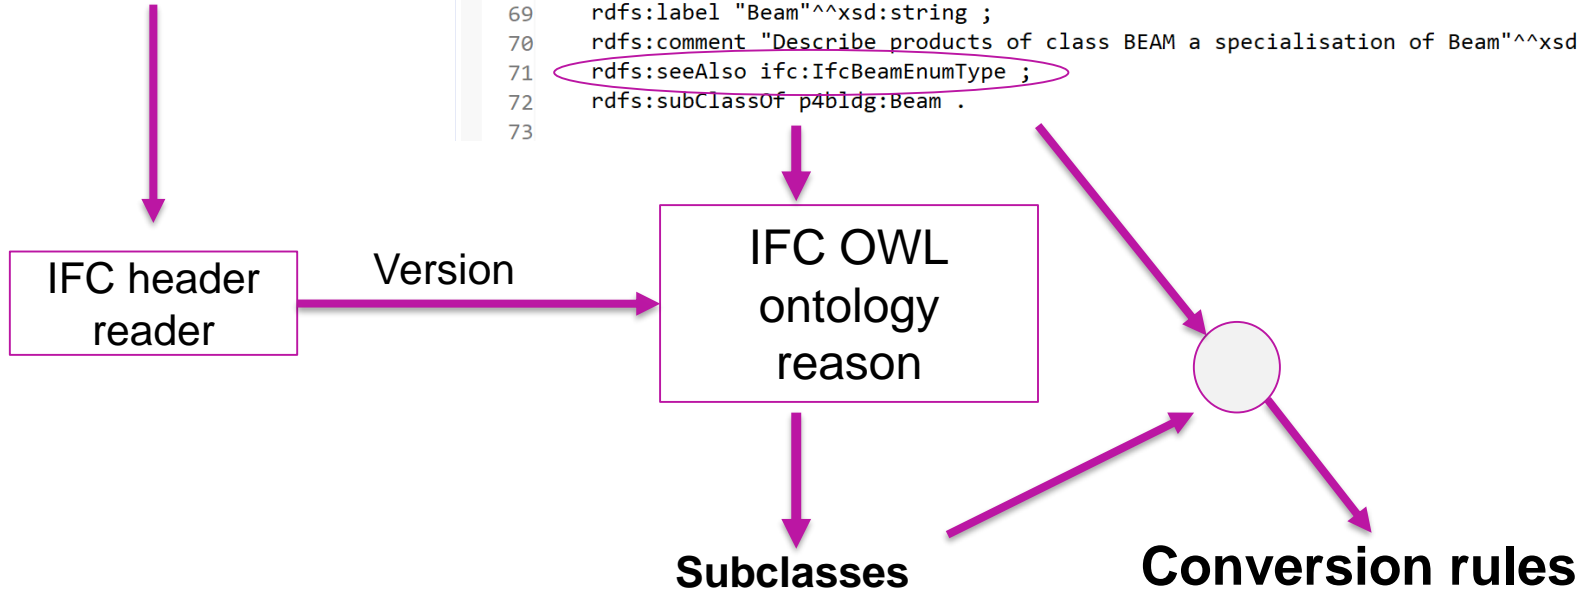 69 rdfs:label "Beam"^^xsd:string ;
70 rdfs:comment "Describe products of class BEAM a specialisation of Beam"^^xsd
71 rdfs:seeAlso ifc:IfcBeamEnumType ;
72 rdfs:subClassOf p4bldg:Beam .
73
IFC header
reader
Version
IFC OWL
ontology
reason
Subclasses
Conversion rules